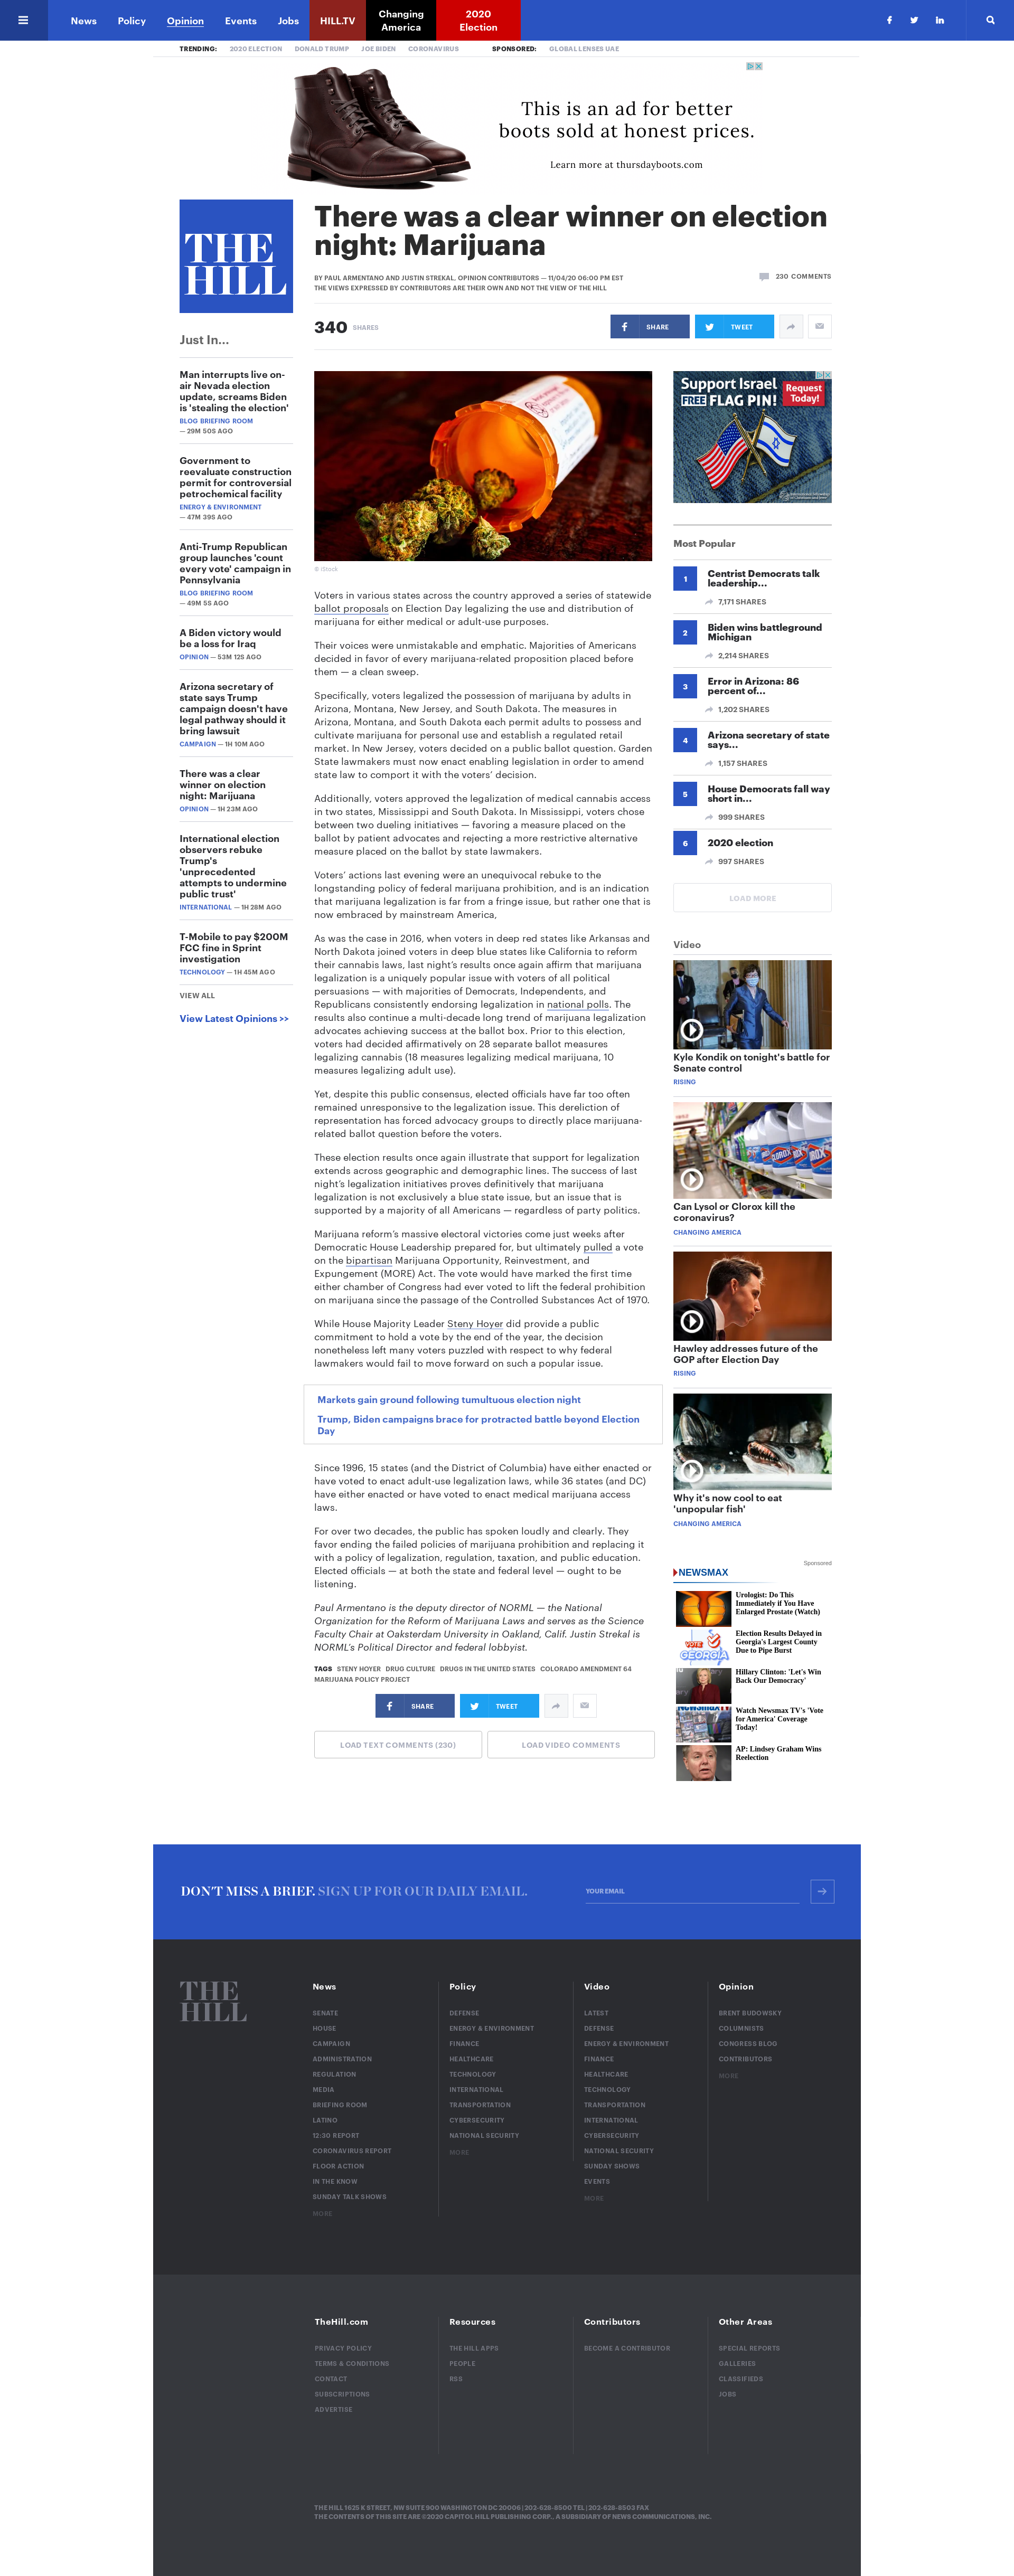 News
Policy
Opinion
Events
Jobs
HILL.TV
Changing
America
2020
Election
TRENDING:
2020 ELECTION
DONALD TRUMP
JOE BIDEN
CORONAVIRUS
SPONSORED:
GLOBAL LENSES UAE
This is an ad for better
boots sold at honest prices.
Learn more at thursdayboots.com
THE
HILL
Just In...
Man interrupts live on-
air Nevada election
update, screams Biden
is 'stealing the election'
BLOG BRIEFING ROOM
— 29M 50S AGO
Government to
reevaluate construction
permit for controversial
petrochemical facility
ENERGY & ENVIRONMENT
— 47M 39S AGO
Anti-Trump Republican
group launches 'count
every vote' campaign in
Pennsylvania
BLOG BRIEFING ROOM
— 49M 5S AGO
A Biden victory would
be a loss for Iraq
OPINION — 53M 12S AGO
Arizona secretary of
state says Trump
campaign doesn't have
legal pathway should it
bring lawsuit
CAMPAIGN — 1H 10M AGO
There was a clear
winner on election
night: Marijuana
OPINION — 1H 23M AGO
International election
observers rebuke
Trump's
'unprecedented
attempts to undermine
public trust'
INTERNATIONAL — 1H 28M AGO
T-Mobile to pay $200M
FCC fine in Sprint
investigation
TECHNOLOGY — 1H 45M AGO
VIEW ALL
View Latest Opinions >>
There was a clear winner on election
night: Marijuana
BY PAUL ARMENTANO AND JUSTIN STREKAL, OPINION CONTRIBUTORS — 11/04/20 06:00 PM EST
THE VIEWS EXPRESSED BY CONTRIBUTORS ARE THEIR OWN AND NOT THE VIEW OF THE HILL
230 COMMENTS
340 SHARES
SHARE
TWEET
© iStock
Voters in various states across the country approved a series of statewide
ballot proposals on Election Day legalizing the use and distribution of
marijuana for either medical or adult-use purposes.
Their voices were unmistakable and emphatic. Majorities of Americans
decided in favor of every marijuana-related proposition placed before
them — a clean sweep.
Specifically, voters legalized the possession of marijuana by adults in
Arizona, Montana, New Jersey, and South Dakota. The measures in
Arizona, Montana, and South Dakota each permit adults to possess and
cultivate marijuana for personal use and establish a regulated retail
market. In New Jersey, voters decided on a public ballot question. Garden
State lawmakers must now enact enabling legislation in order to amend
state law to comport it with the voters' decision.
Additionally, voters approved the legalization of medical cannabis access
in two states, Mississippi and South Dakota. In Mississippi, voters chose
between two dueling initiatives — favoring a measure placed on the
ballot by patient advocates and rejecting a more restrictive alternative
measure placed on the ballot by state lawmakers.
Voters' actions last evening were an unequivocal rebuke to the
longstanding policy of federal marijuana prohibition, and is an indication
that marijuana legalization is far from a fringe issue, but rather one that is
now embraced by mainstream America,
As was the case in 2016, when voters in deep red states like Arkansas and
North Dakota joined voters in deep blue states like California to reform
their cannabis laws, last night's results once again affirm that marijuana
legalization is a uniquely popular issue with voters of all political
persuasions — with majorities of Democrats, Independents, and
Republicans consistently endorsing legalization in national polls. The
results also continue a multi-decade long trend of marijuana legalization
advocates achieving success at the ballot box. Prior to this election,
voters had decided affirmatively on 28 separate ballot measures
legalizing cannabis (18 measures legalizing medical marijuana, 10
measures legalizing adult use).
Yet, despite this public consensus, elected officials have far too often
remained unresponsive to the legalization issue. This dereliction of
representation has forced advocacy groups to directly place marijuana-
related ballot question before the voters.
These election results once again illustrate that support for legalization
extends across geographic and demographic lines. The success of last
night's legalization initiatives proves definitively that marijuana
legalization is not exclusively a blue state issue, but an issue that is
supported by a majority of all Americans — regardless of party politics.
Marijuana reform's massive electoral victories come just weeks after
Democratic House Leadership prepared for, but ultimately pulled a vote
on the bipartisan Marijuana Opportunity, Reinvestment, and
Expungement (MORE) Act. The vote would have marked the first time
either chamber of Congress had ever voted to lift the federal prohibition
on marijuana since the passage of the Controlled Substances Act of 1970.
While House Majority Leader Steny Hoyer did provide a public
commitment to hold a vote by the end of the year, the decision
nonetheless left many voters puzzled with respect to why federal
lawmakers would fail to move forward on such a popular issue.
Markets gain ground following tumultuous election night
Trump, Biden campaigns brace for protracted battle beyond Election
Day
Since 1996, 15 states (and the District of Columbia) have either enacted or
have voted to enact adult-use legalization laws, while 36 states (and DC)
have either enacted or have voted to enact medical marijuana access
laws.
For over two decades, the public has spoken loudly and clearly. They
favor ending the failed policies of marijuana prohibition and replacing it
with a policy of legalization, regulation, taxation, and public education.
Elected officials — at both the state and federal level — ought to be
listening.
Paul Armentano is the deputy director of NORML — the National
Organization for the Reform of Marijuana Laws and serves as the Science
Faculty Chair at Oaksterdam University in Oakland, Calif. Justin Strekal is
NORML's Political Director and federal lobbyist.
TAGS STENY HOYER DRUG CULTURE DRUGS IN THE UNITED STATES COLORADO AMENDMENT 64
MARIJUANA POLICY PROJECT
SHARE
TWEET
LOAD TEXT COMMENTS (230)
LOAD VIDEO COMMENTS
Support Israel
FREE FLAG PIN!
Request
Today!
Most Popular
1
Centrist Democrats talk
leadership...
7,171 SHARES
2
Biden wins battleground
Michigan
2,214 SHARES
3
Error in Arizona: 86
percent of...
1,202 SHARES
4
Arizona secretary of state
says...
1,157 SHARES
5
House Democrats fall way
short in...
999 SHARES
6
2020 election
997 SHARES
LOAD MORE
Video
Kyle Kondik on tonight's battle for
Senate control
RISING
Can Lysol or Clorox kill the
coronavirus?
CHANGING AMERICA
Hawley addresses future of the
GOP after Election Day
RISING
Why it's now cool to eat
'unpopular fish'
CHANGING AMERICA
Sponsored
NEWSMAX
Urologist: Do This
Immediately if You Have
Enlarged Prostate (Watch)
VOTE
GEORGIA
Election Results Delayed in
Georgia's Largest County
Due to Pipe Burst
Hillary Clinton: 'Let's Win
Back Our Democracy'
Watch Newsmax TV's 'Vote
for America' Coverage
Today!
AP: Lindsey Graham Wins
Reelection
DON'T MISS A BRIEF. SIGN UP FOR OUR DAILY EMAIL.
YOUR EMAIL
THE
HILL
News
SENATE
HOUSE
CAMPAIGN
ADMINISTRATION
REGULATION
MEDIA
BRIEFING ROOM
LATINO
12:30 REPORT
CORONAVIRUS REPORT
FLOOR ACTION
IN THE KNOW
SUNDAY TALK SHOWS
MORE
Policy
DEFENSE
ENERGY & ENVIRONMENT
FINANCE
HEALTHCARE
TECHNOLOGY
INTERNATIONAL
TRANSPORTATION
CYBERSECURITY
NATIONAL SECURITY
MORE
Video
LATEST
DEFENSE
ENERGY & ENVIRONMENT
FINANCE
HEALTHCARE
TECHNOLOGY
TRANSPORTATION
INTERNATIONAL
CYBERSECURITY
NATIONAL SECURITY
SUNDAY SHOWS
EVENTS
MORE
Opinion
BRENT BUDOWSKY
COLUMNISTS
CONGRESS BLOG
CONTRIBUTORS
MORE
TheHill.com
PRIVACY POLICY
TERMS & CONDITIONS
CONTACT
SUBSCRIPTIONS
ADVERTISE
Resources
THE HILL APPS
PEOPLE
RSS
Contributors
BECOME A CONTRIBUTOR
Other Areas
SPECIAL REPORTS
GALLERIES
CLASSIFIEDS
JOBS
THE HILL 1625 K STREET, NW SUITE 900 WASHINGTON DC 20006 | 202-628-8500 TEL | 202-628-8503 FAX
THE CONTENTS OF THIS SITE ARE ©2020 CAPITOL HILL PUBLISHING CORP., A SUBSIDIARY OF NEWS COMMUNICATIONS, INC.